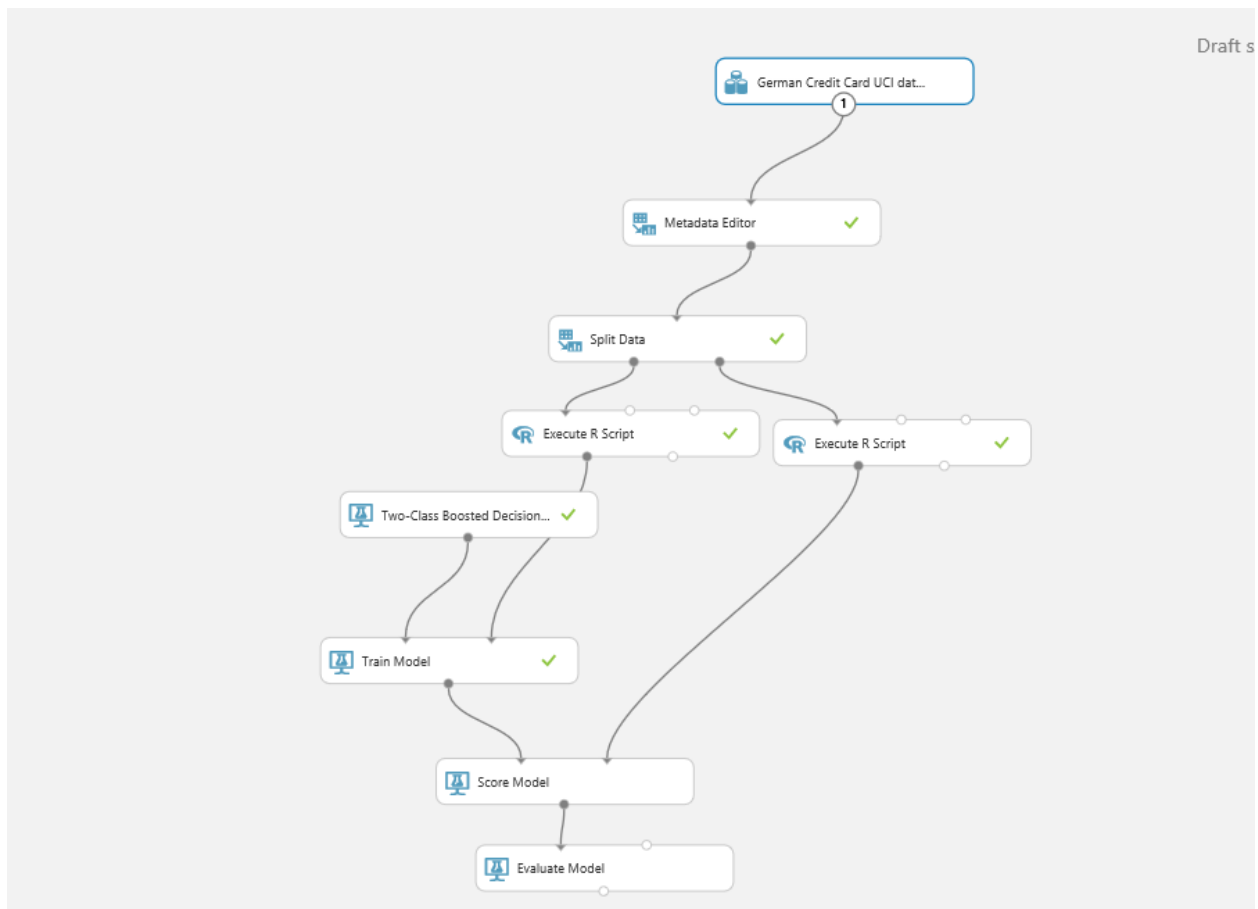 Draft s
German Credit Card UCI dat...
1
Metadata Editor
Split Data
Execute R Script
Execute R Script
Two-Class Boosted Decision...
Train Model
Score Model
Evaluate Model